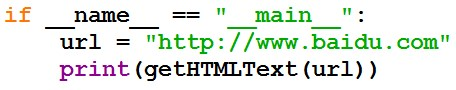 if __name__ == "__main__":
    url = "http://www.baidu.com"
    print(getHTMLText(url))